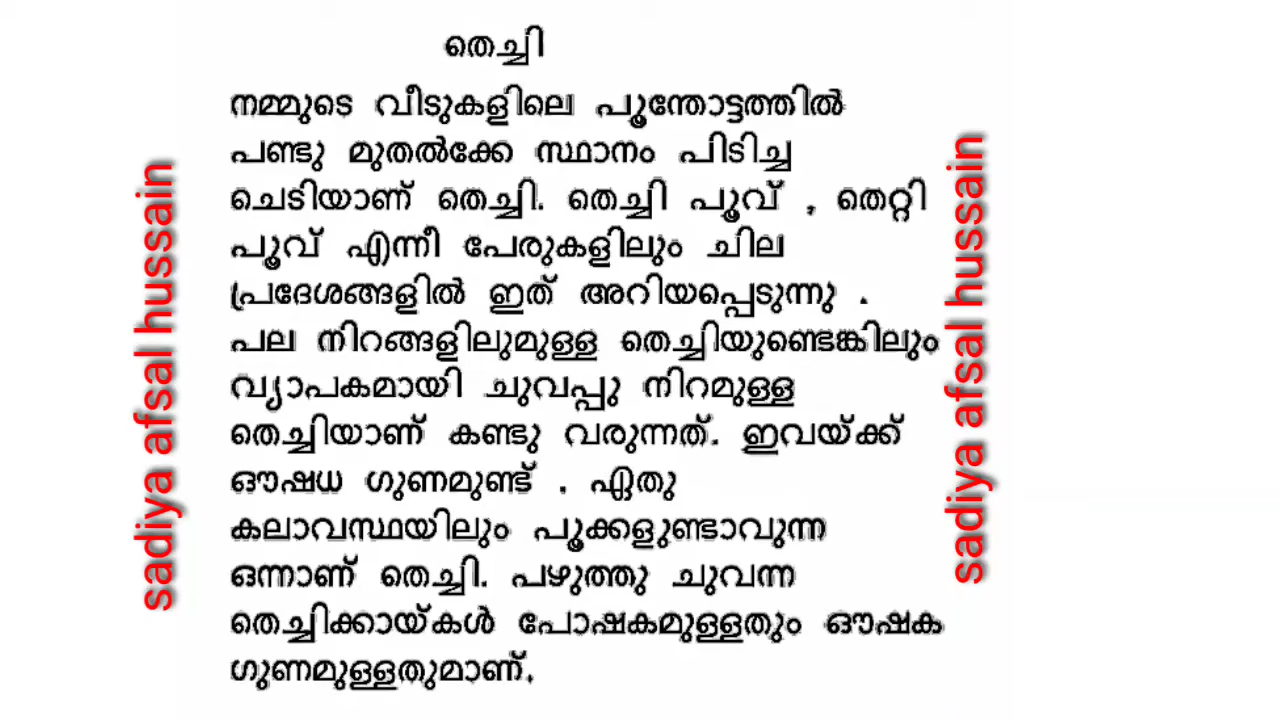 തെച്ചി
നമ്മുടെ വീടുകളിലെ പൂന്തോട്ടത്തിൽ
പണ്ടു മുതൽക്കേ സ്ഥാനം പിടിച്ച
ചെടിയാണ് തെച്ചി. തെച്ചി പൂവ് , തെറ്റി
പൂവ് എന്നീ പേരുകളിലും ചില
പ്രദേശങ്ങളിൽ ഇത് അറിയപ്പെടുന്നു .
പല നിറങ്ങളിലുമുള്ള തെച്ചിയുണ്ടെങ്കിലും
വ്യാപകമായി ചുവപ്പു നിറമുള്ള
തെച്ചിയാണ് കണ്ടു വരുന്നത്. ഇവയ്ക്ക്
ഔഷധ ഗുണമുണ്ട് . ഏതു
കലാവസ്ഥയിലും പൂക്കളുണ്ടാവുന്ന
ഒന്നാണ് തെച്ചി. പഴുത്തു ചുവന്ന
തെച്ചിക്കായ്കൾ പോഷകമുള്ളതും ഔഷക
ഗുണമുള്ളതുമാണ്.
sadiya afsal hussain
sadiya afsal hussain